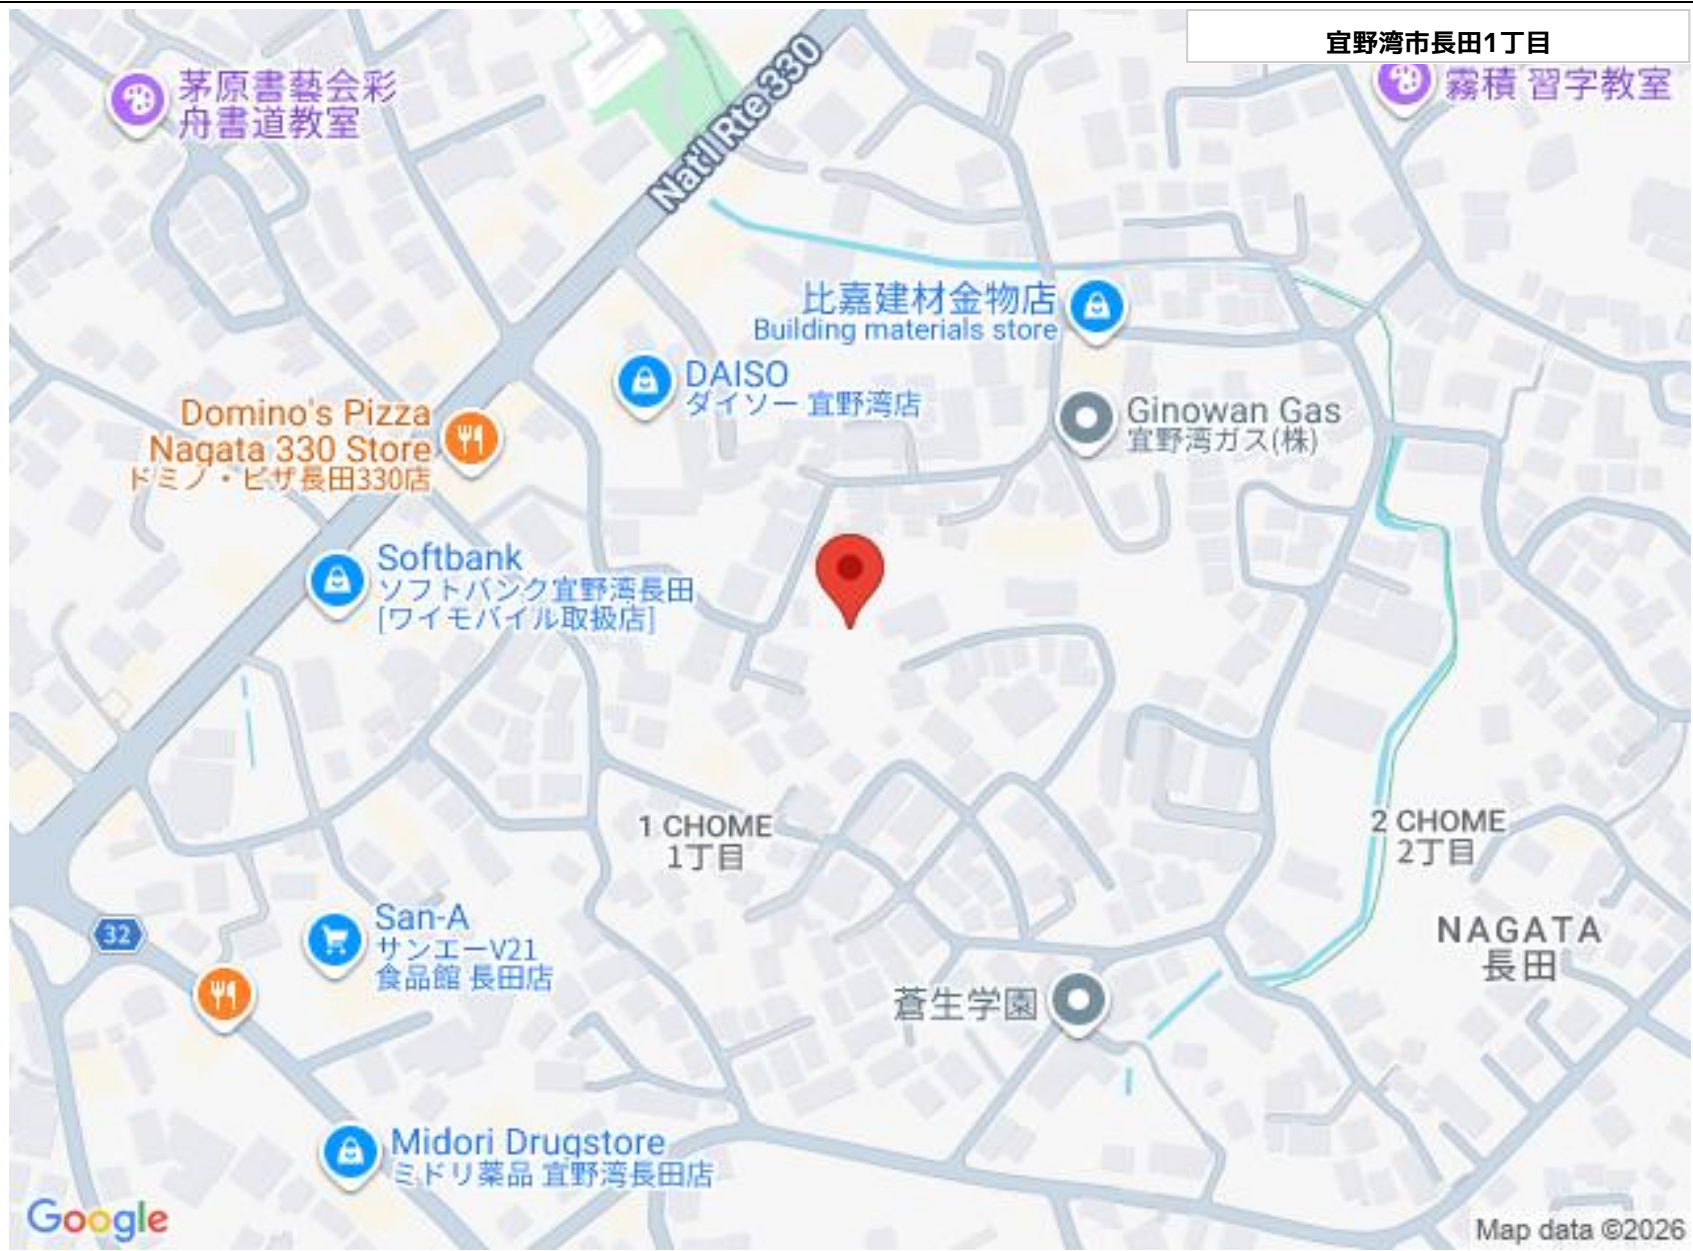 宜野湾市長田1丁目
茅原書藝会彩
舟書道教室
霧積 習字教室
Nat'l Rte 330
比嘉建材金物店
Building materials store
DAISO
ダイソー 宜野湾店
Domino's Pizza
Nagata 330 Store
ドミノ・ピザ長田330店
Ginowan Gas
宜野湾ガス(株)
Softbank
ソフトバンク宜野湾長田
[ワイモバイル取扱店]
1 CHOME
1丁目
2 CHOME
2丁目
32
San-A
サンエーV21
食品館 長田店
NAGATA
長田
蒼生学園
Midori Drugstore
ミドリ薬品 宜野湾長田店
Google
Map data ©2026